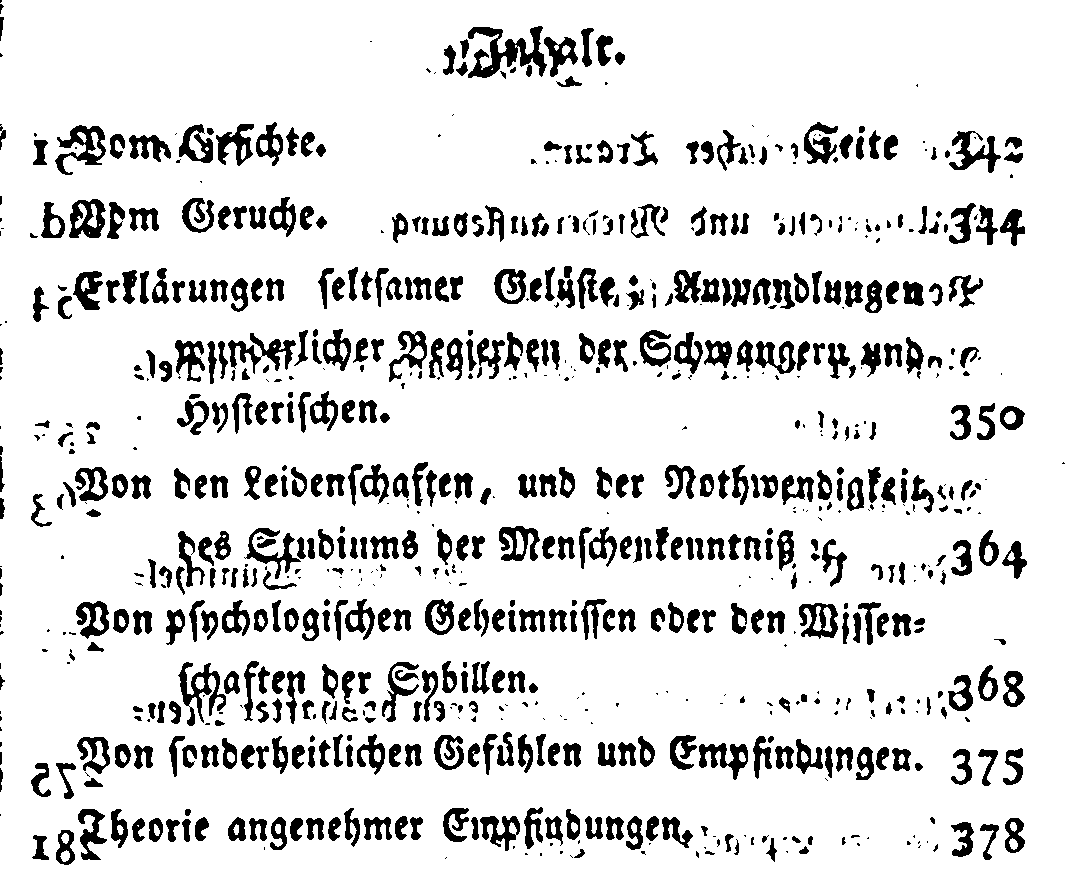 Inhalt.
Vom Gesichte. Seite 342
Vom Geruche. 344
Erklärungen seltsamer Gelüste, Anwandlungen
wunderlicher Begierden der Schwangern und
Hysterischen. 350
Von den Leidenschaften, und der Nothwendigkeit
des Studiums der Menschenkenntniß ꝛc. 364
Von psychologischen Geheimnissen oder den Wissen⸗
schaften der Sybillen. 368
Von sonderheitlichen Gefühlen und Empfindungen. 375
Theorie angenehmer Empfindungen. 378